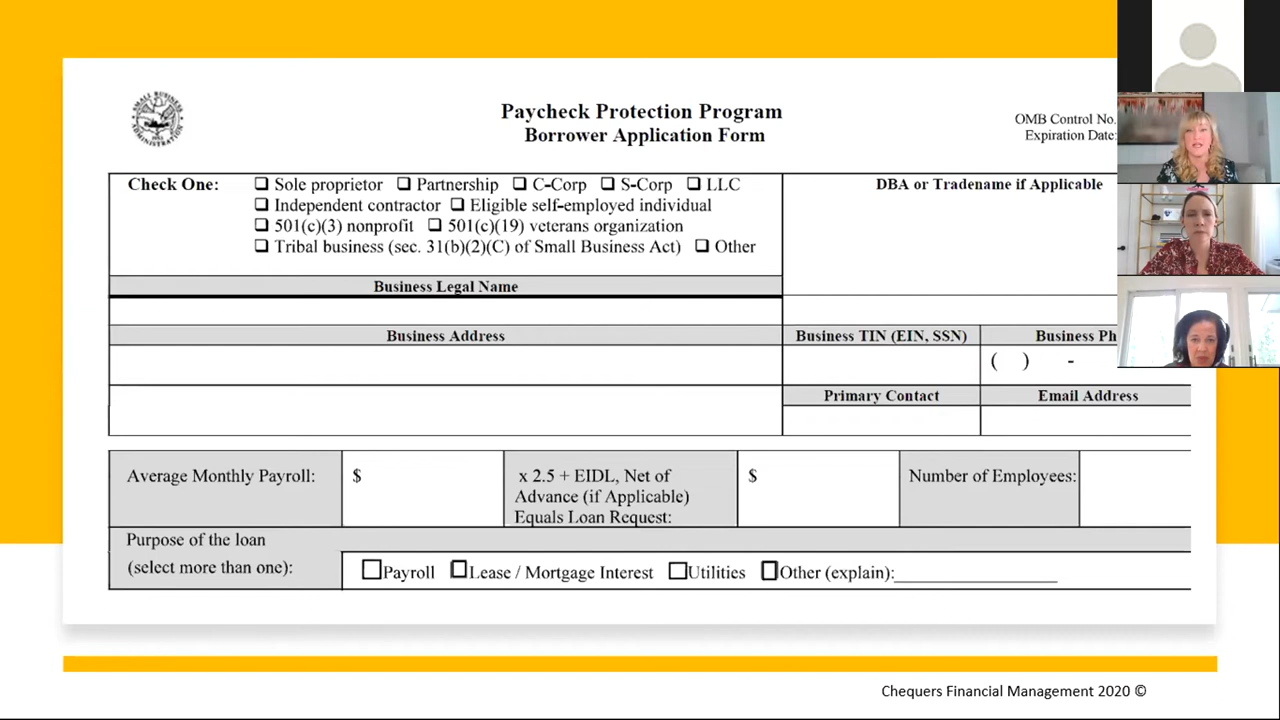 SMALL BUSINESS
ADMINISTRATION
Paycheck Protection Program
Borrower Application Form
OMB Control No.
Expiration Date:
Check One:
❑ Sole proprietor ❑ Partnership ❑ C-Corp ❑ S-Corp ❑ LLC
❑ Independent contractor ❑ Eligible self-employed individual
❑ 501(c)(3) nonprofit ❑ 501(c)(19) veterans organization
❑ Tribal business (sec. 31(b)(2)(C) of Small Business Act) ❑ Other
DBA or Tradename if Applicable
Business Legal Name
Business Address
Business TIN (EIN, SSN)
Business Ph
( ) -
Primary Contact
Email Address
Average Monthly Payroll:
$
x 2.5 + EIDL, Net of
Advance (if Applicable)
Equals Loan Request:
$
Number of Employees:
Purpose of the loan
(select more than one):
☐Payroll ☐Lease / Mortgage Interest ☐Utilities ☐Other (explain):__________________
Chequers Financial Management 2020 ©